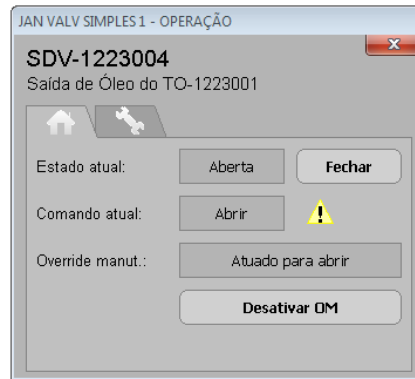 JAN VALV SIMPLES 1 - OPERAÇÃO
SDV-1223004
Saída de Óleo do TO-1223001
Estado atual: Aberta Fechar
Comando atual: Abrir
Override manut.: Atuado para abrir
Desativar OM